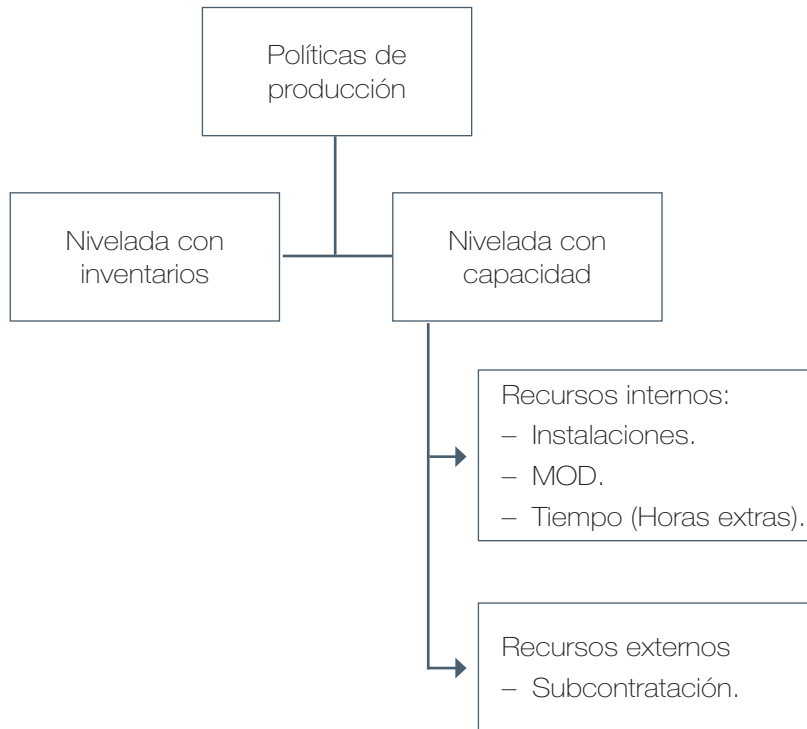 Políticas de
producción
Nivelada con
inventarios
Nivelada con
capacidad
Recursos internos:
– Instalaciones.
– MOD.
– Tiempo (Horas extras).
Recursos externos
– Subcontratación.